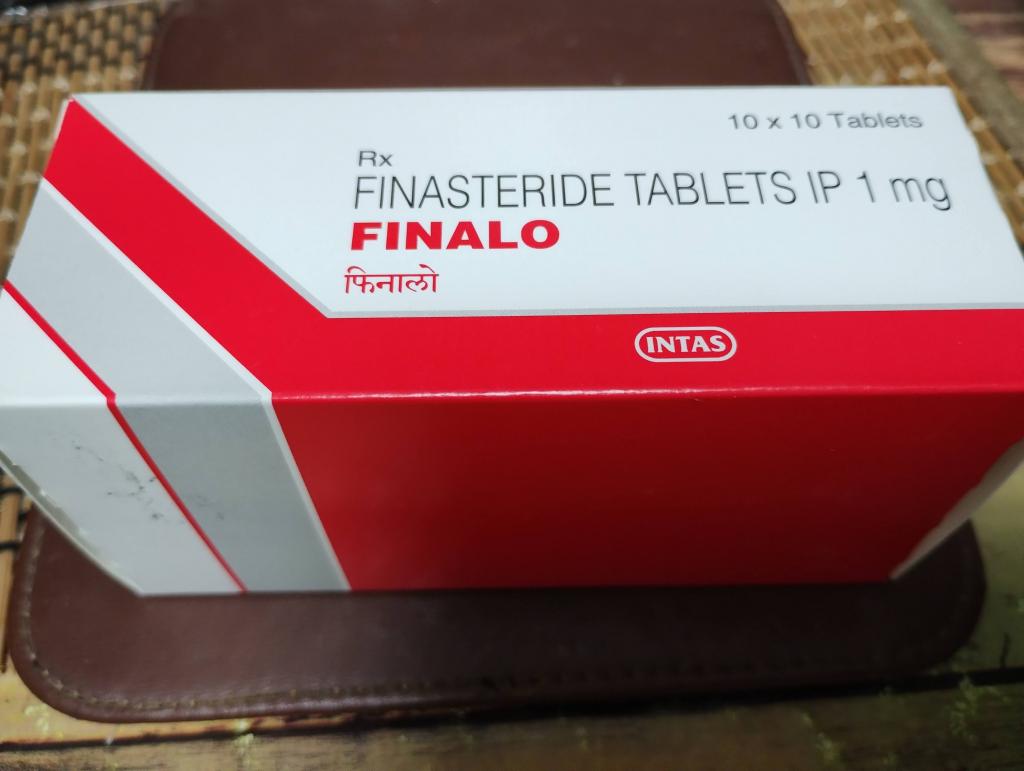 10 x 10 Tablets
Rx
FINASTERIDE TABLETS IP 1 mg
FINALO
फिनालो
INTAS